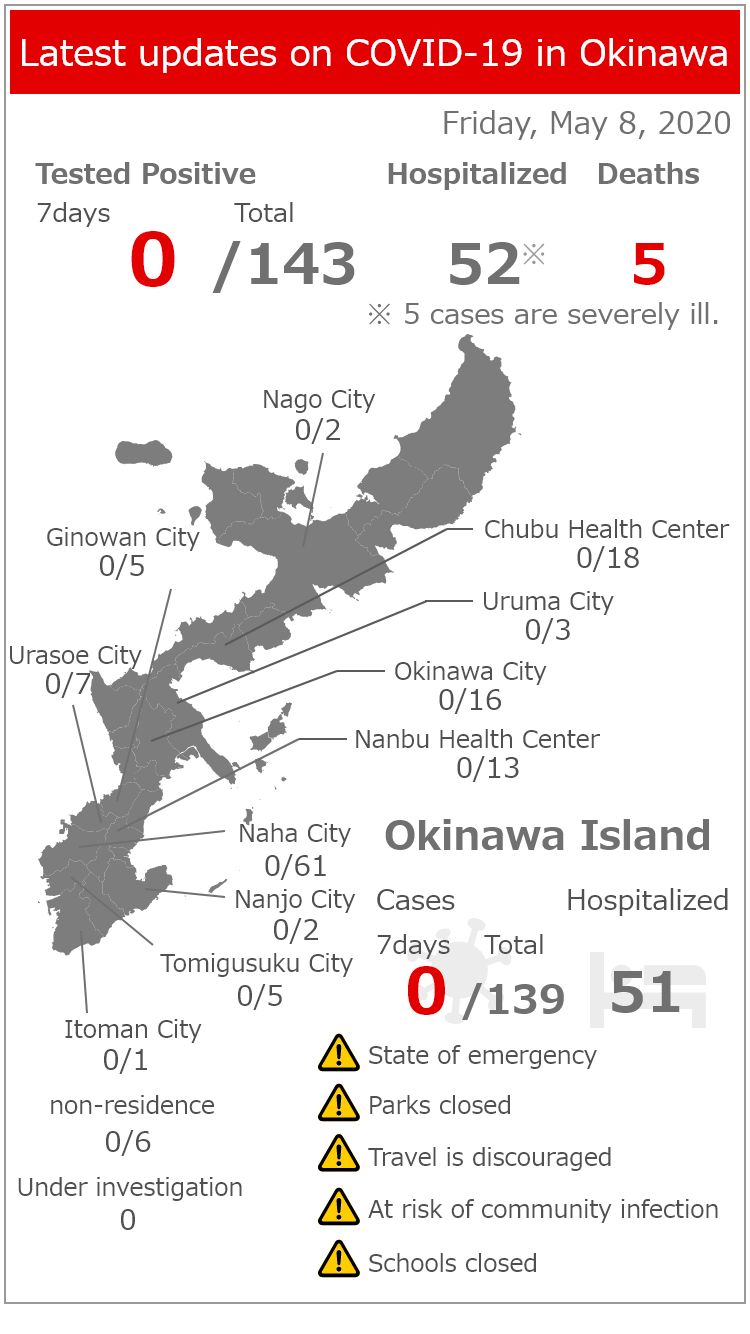 Latest updates on COVID-19 in Okinawa
Friday, May 8, 2020
Tested Positive Hospitalized Deaths
7days Total
0 /143 52※ 5
※ 5 cases are severely ill.
Nago City
0/2
Ginowan City
0/5
Chubu Health Center
0/18
Uruma City
0/3
Urasoe City
0/7
Okinawa City
0/16
Nanbu Health Center
0/13
Naha City
0/61
Nanjo City
0/2
Tomigusuku City
0/5
Itoman City
0/1
non-residence
0/6
Under investigation
0
Okinawa Island
Cases Hospitalized
7days Total
0 /139 51
State of emergency
Parks closed
Travel is discouraged
At risk of community infection
Schools closed